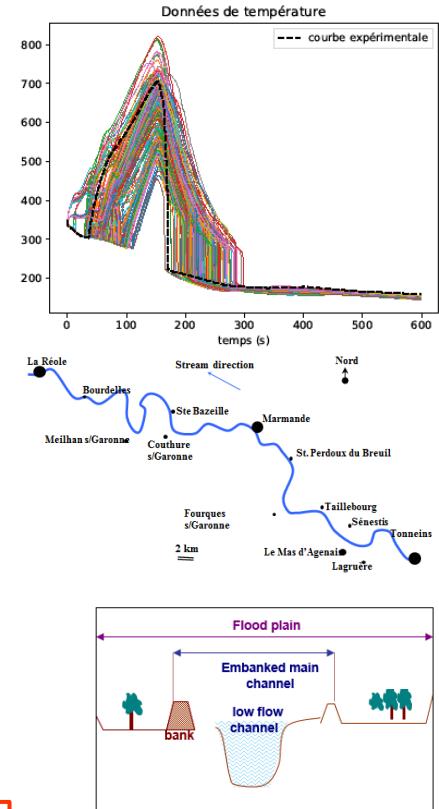 Données de température
courbe expérimentale
800
700
600
500
400
300
200
0 100 200 300 400 500 600
temps (s)
La Réole
Stream direction
Nord
Bourdelles
Ste Bazeille
Marmande
Meilhan s/Garonne
Couthure
s/Garonne
St. Perdoux du Breuil
Fourques
s/Garonne
Taillebourg
Sénestis
Tonneins
2 km
Le Mas d'Agenais
Lagruère
Flood plain
Embanked main
channel
low flow
channel
bank